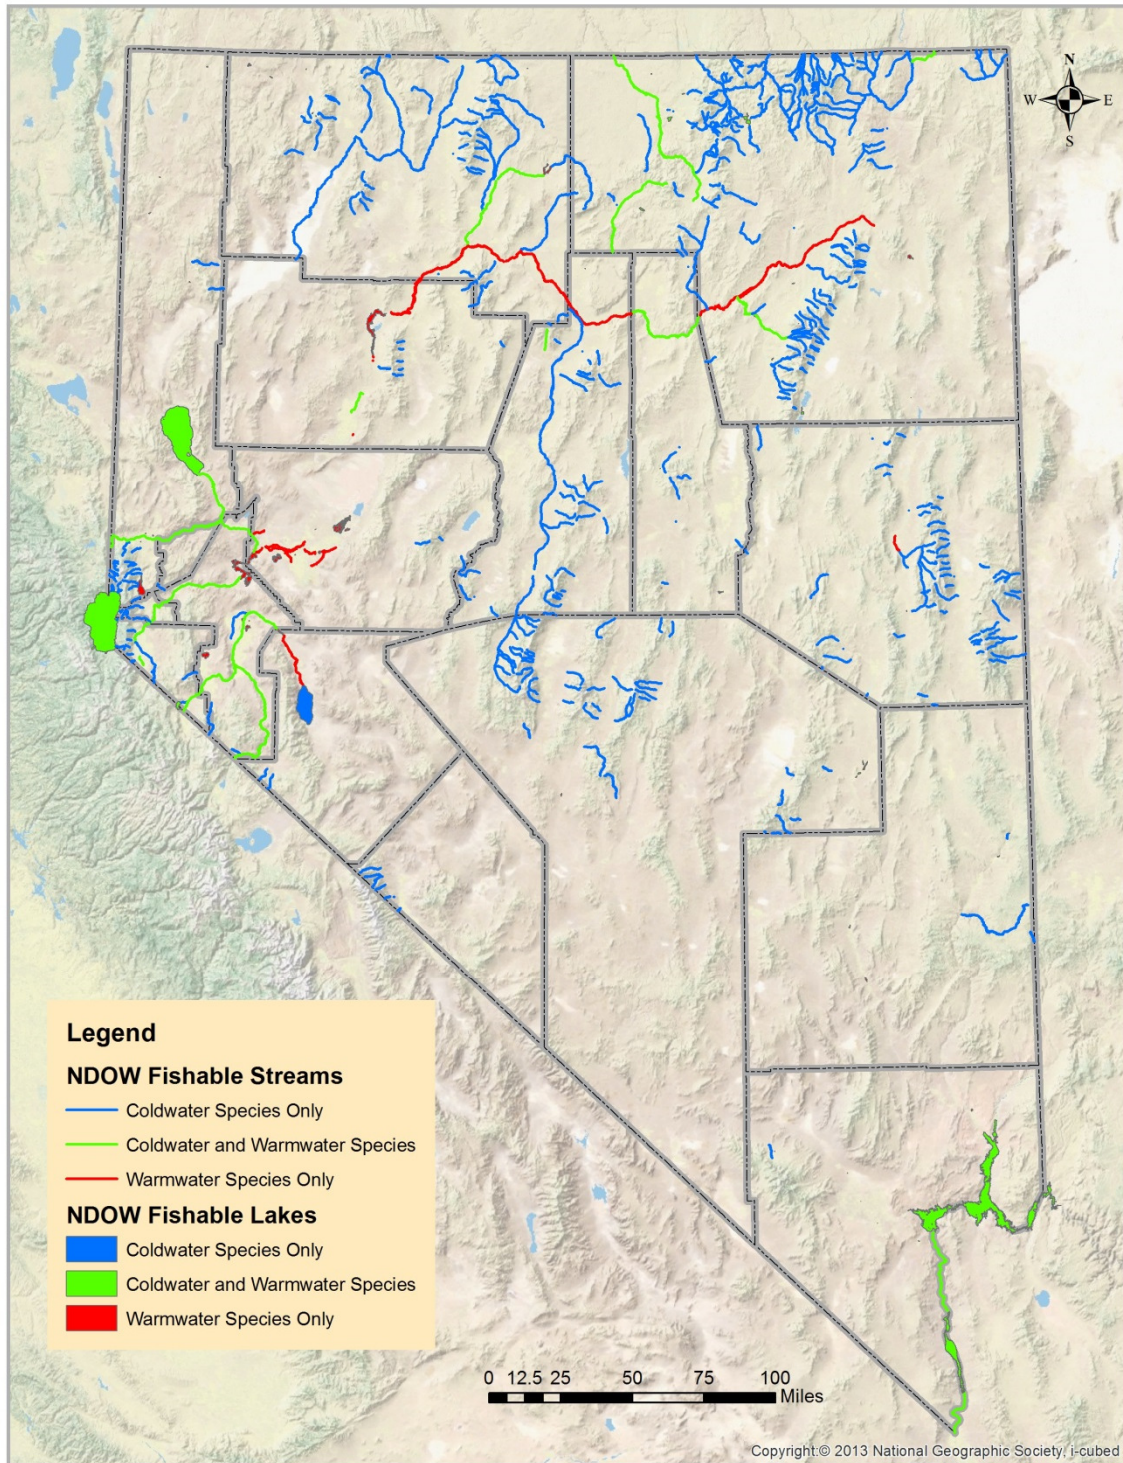 N
W E
S
Legend
NDOW Fishable Streams
Coldwater Species Only
Coldwater and Warmwater Species
Warmwater Species Only
NDOW Fishable Lakes
Coldwater Species Only
Coldwater and Warmwater Species
Warmwater Species Only
0 12.5 25 50 75 100
Miles
Copyright:© 2013 National Geographic Society, i-cubed